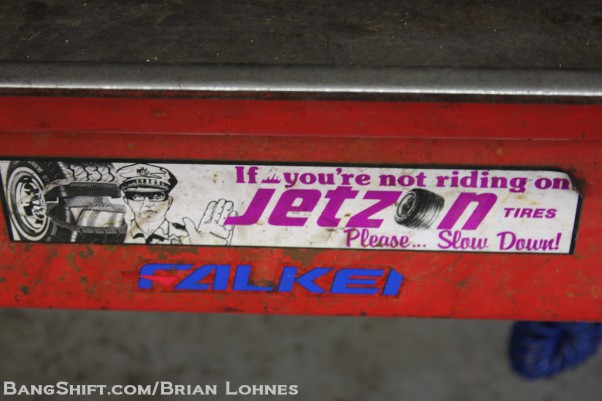 If you're not riding on
Jetzon TIRES
Please... Slow Down!
FALKEN
BangShift.com/Brian Lohnes